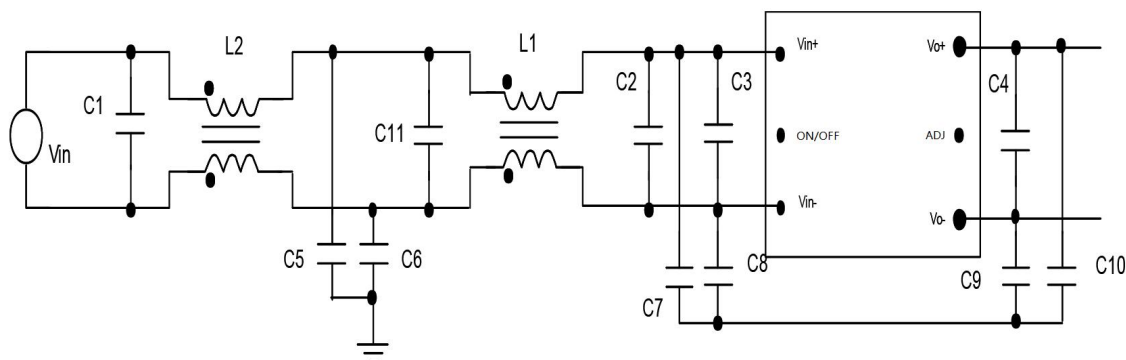 L2
L1
Vin+
Vo+
C1
C2
C3
C4
Vin
C11
ON/OFF
ADJ
Vin-
Vo-
C5
C6
C7
C8
C9
C10